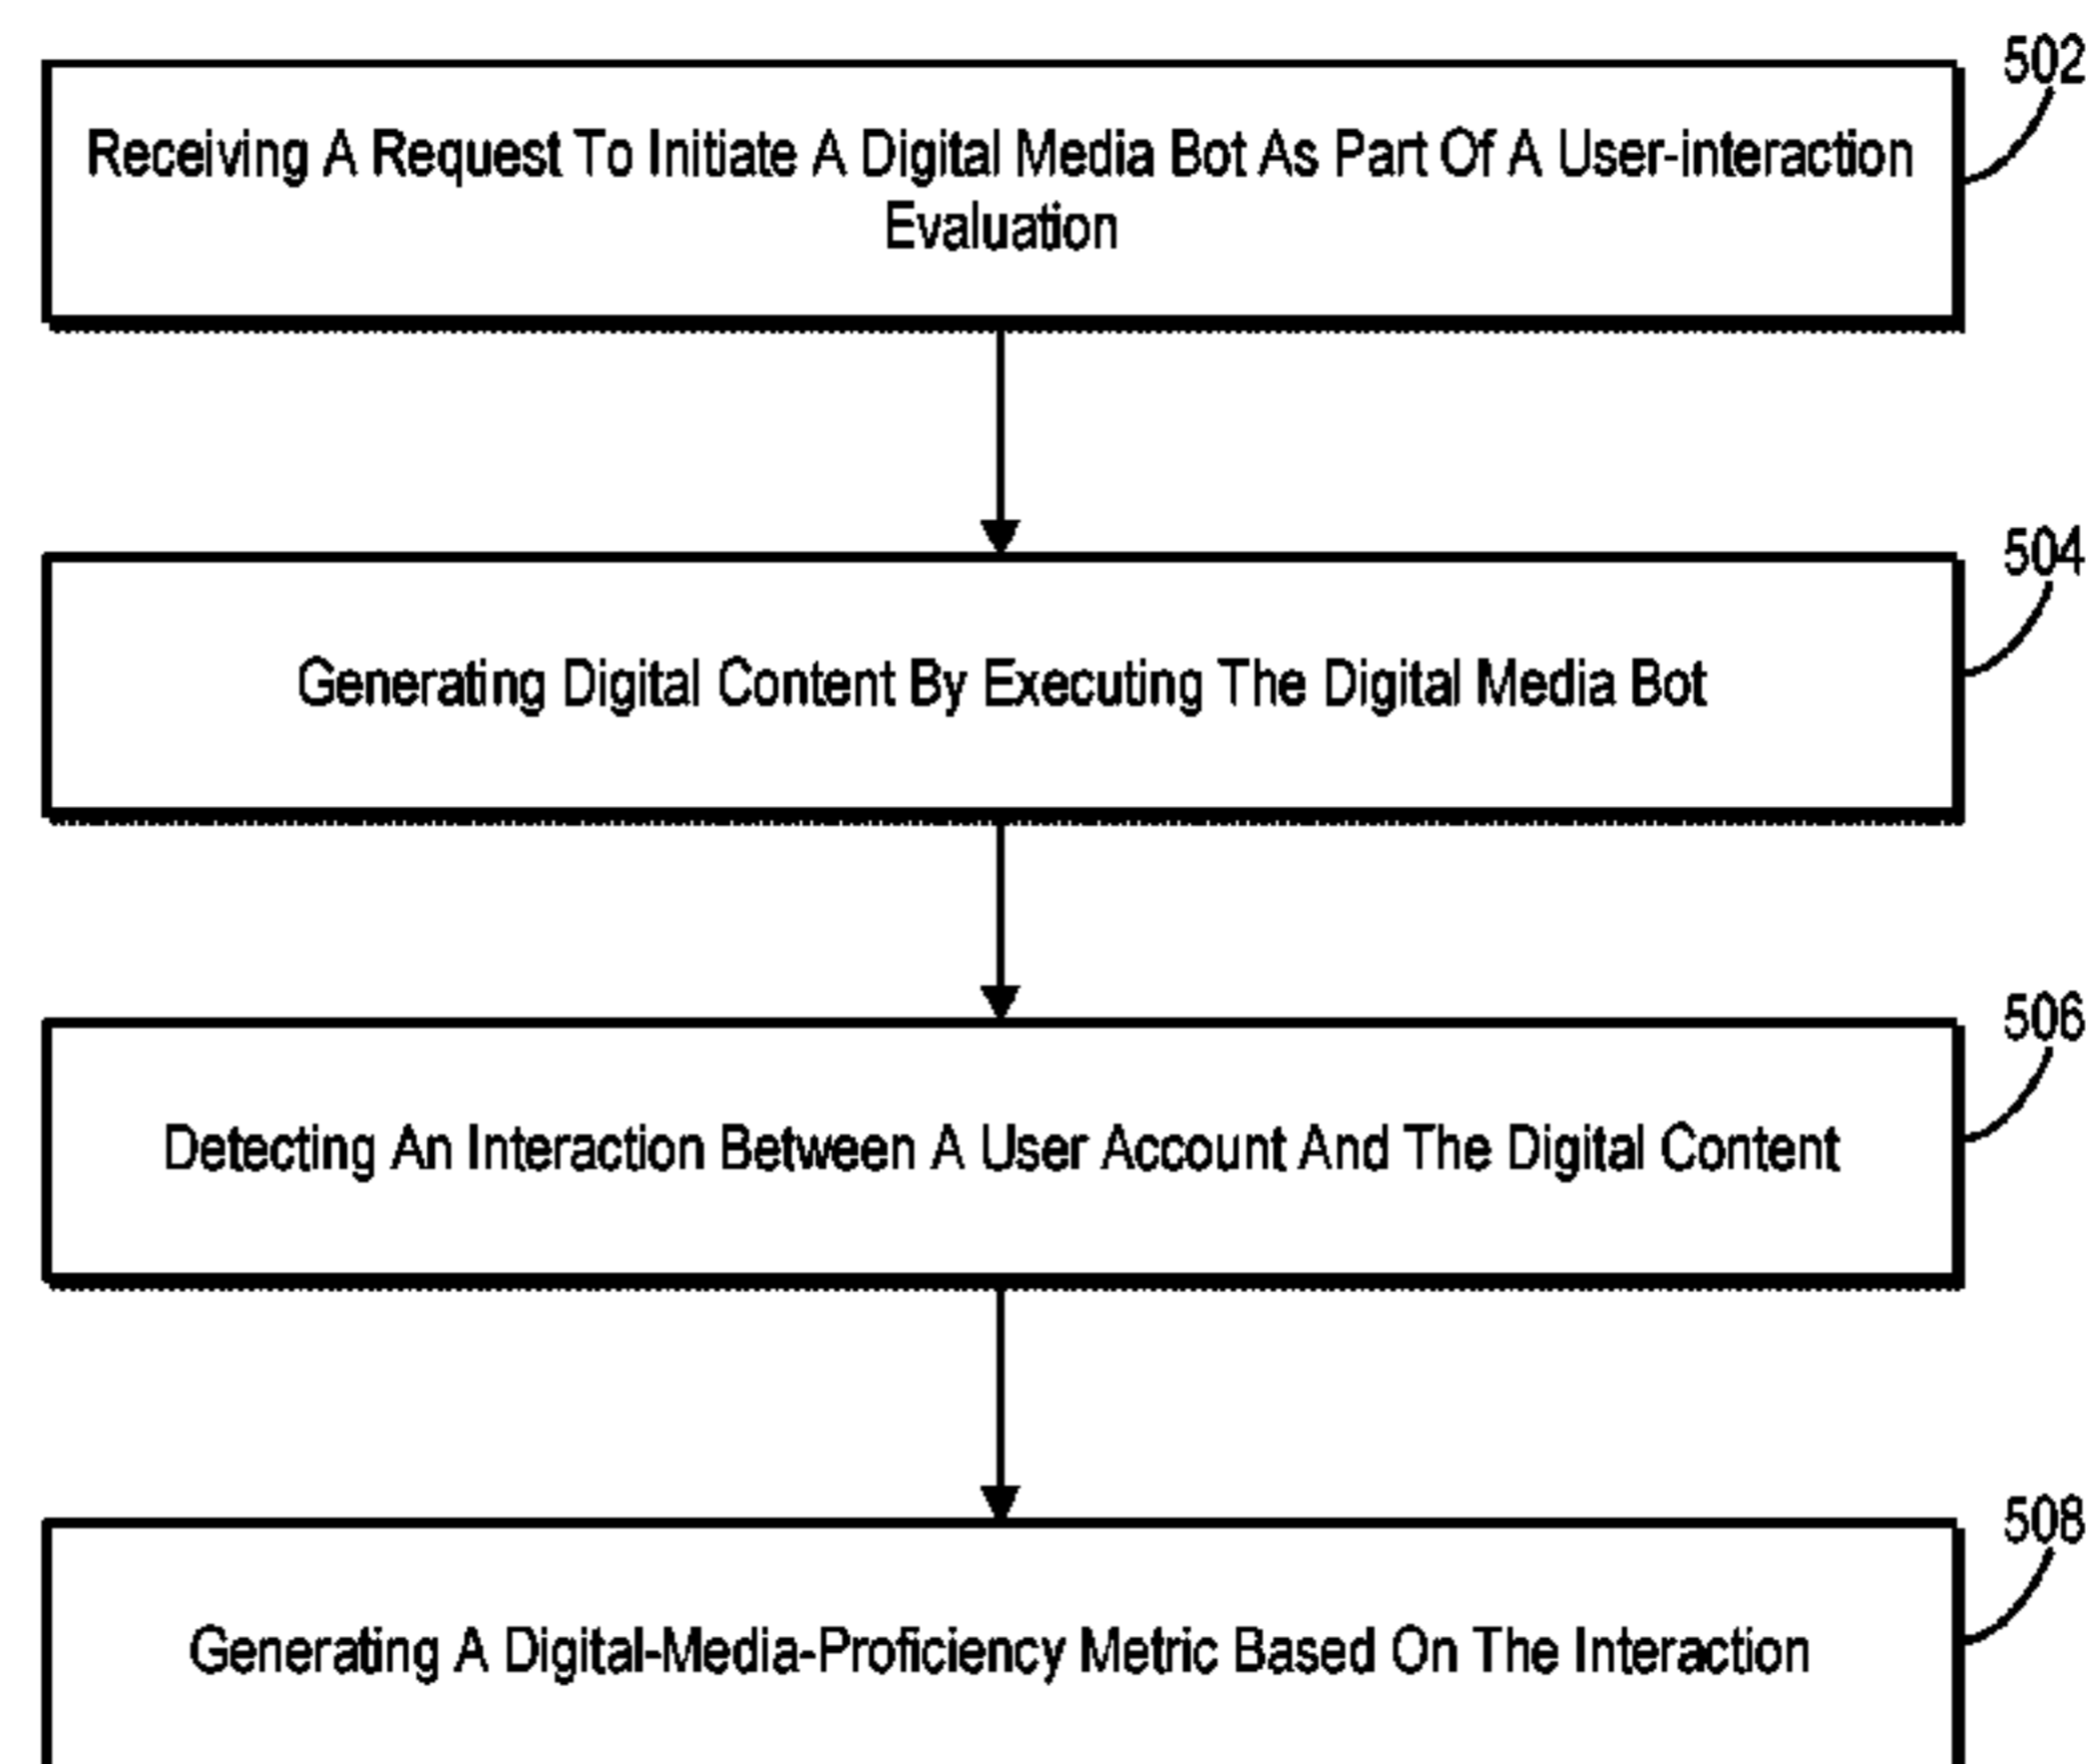 502
Receiving A Request To Initiate A Digital Media Bot As Part Of A User-interaction
Evaluation
504
Generating Digital Content By Executing The Digital Media Bot
506
Detecting An Interaction Between A User Account And The Digital Content
508
Generating A Digital-Media-Proficiency Metric Based On The Interaction